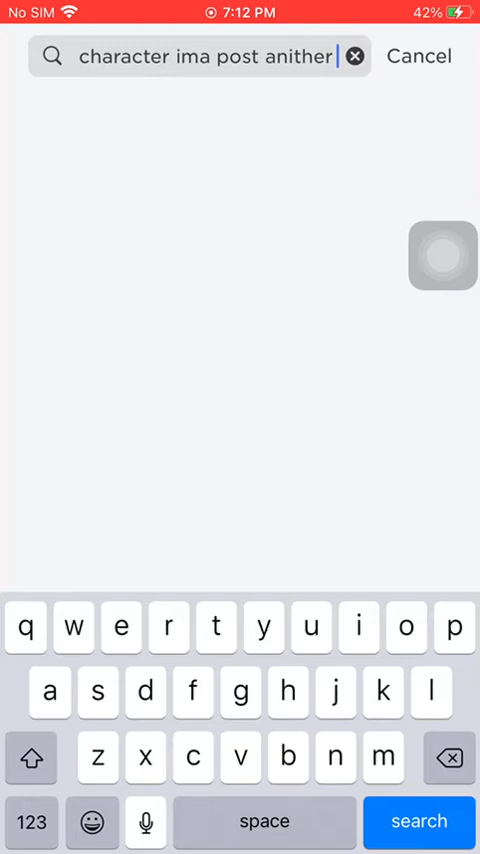 No SIM 7:12 PM 42%
character ima post anither Cancel
q w e r t y u i o p
a s d f g h j k l
z x c v b n m
123 space search